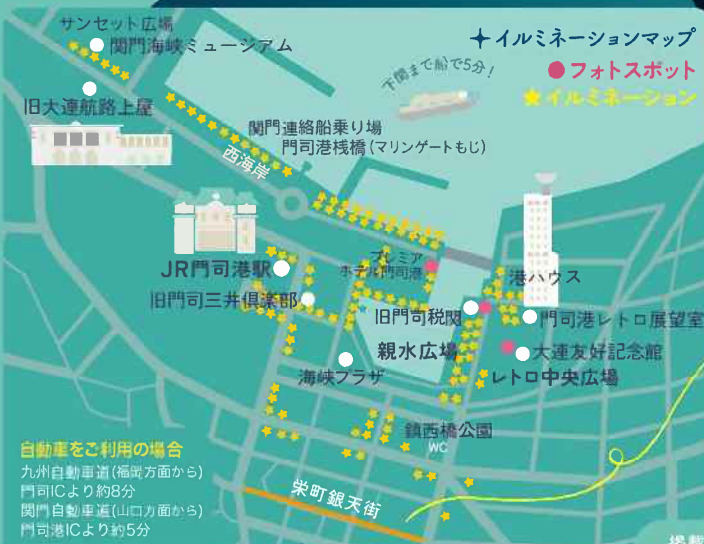 サンセット広場
関門海峡ミュージアム
イルミネーションマップ
フォトスポット
イルミネーション
下関まで船で5分!
旧大連航路上屋
関門連絡船乗り場
門司港桟橋(マリンゲートもじ)
西海岸
JR門司港駅
プレミア
ホテル門司港
港ハウス
旧門司三井倶楽部
旧門司税関
門司港レトロ展望室
親水広場
大連友好記念館
海峡プラザ
レトロ中央広場
鎮西橋公園
WC
栄町銀天街
自動車をご利用の場合
九州自動車道(福岡方面から)
門司ICより約8分
関門自動車道(山口方面から)
門司港ICより約5分